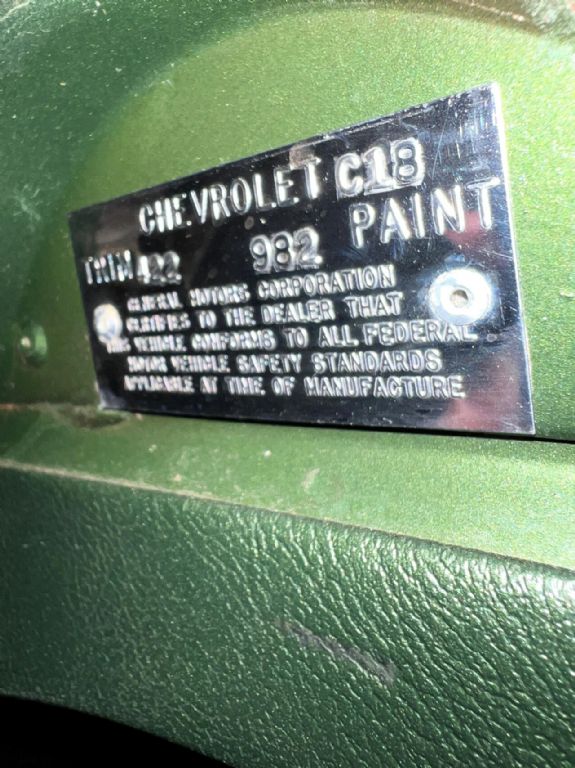 CHEVROLET C18
TRIM 422 982 PAINT
GENERAL MOTORS CORPORATION
CERTIFIES TO THE DEALER THAT
THIS VEHICLE CONFORMS TO ALL FEDERAL
MOTOR VEHICLE SAFETY STANDARDS
APPLICABLE AT TIME OF MANUFACTURE